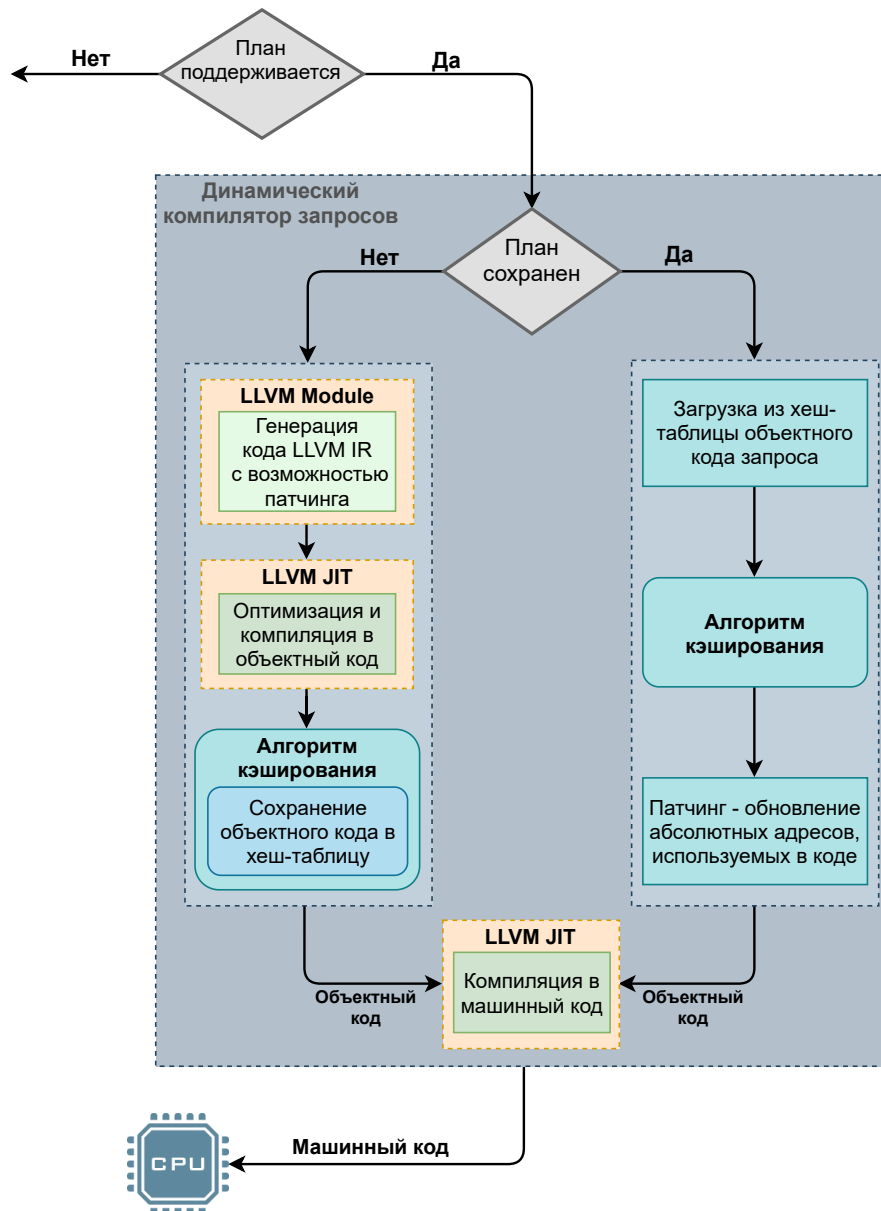 План
поддерживается
Нет
Да
Динамический
компилятор запросов
План
сохранен
Нет
Да
LLVM Module
Генерация
кода LLVM IR
с возможностью
патчинга
LLVM JIT
Оптимизация и
компиляция в
объектный код
Алгоритм
кэширования
Сохранение
объектного кода в
хеш-таблицу
Загрузка из хеш-
таблицы объектного
кода запроса
Алгоритм
кэширования
Патчинг - обновление
абсолютных адресов,
используемых в коде
LLVM JIT
Компиляция в
машинный код
Объектный
код
Объектный
код
Машинный код
CPU